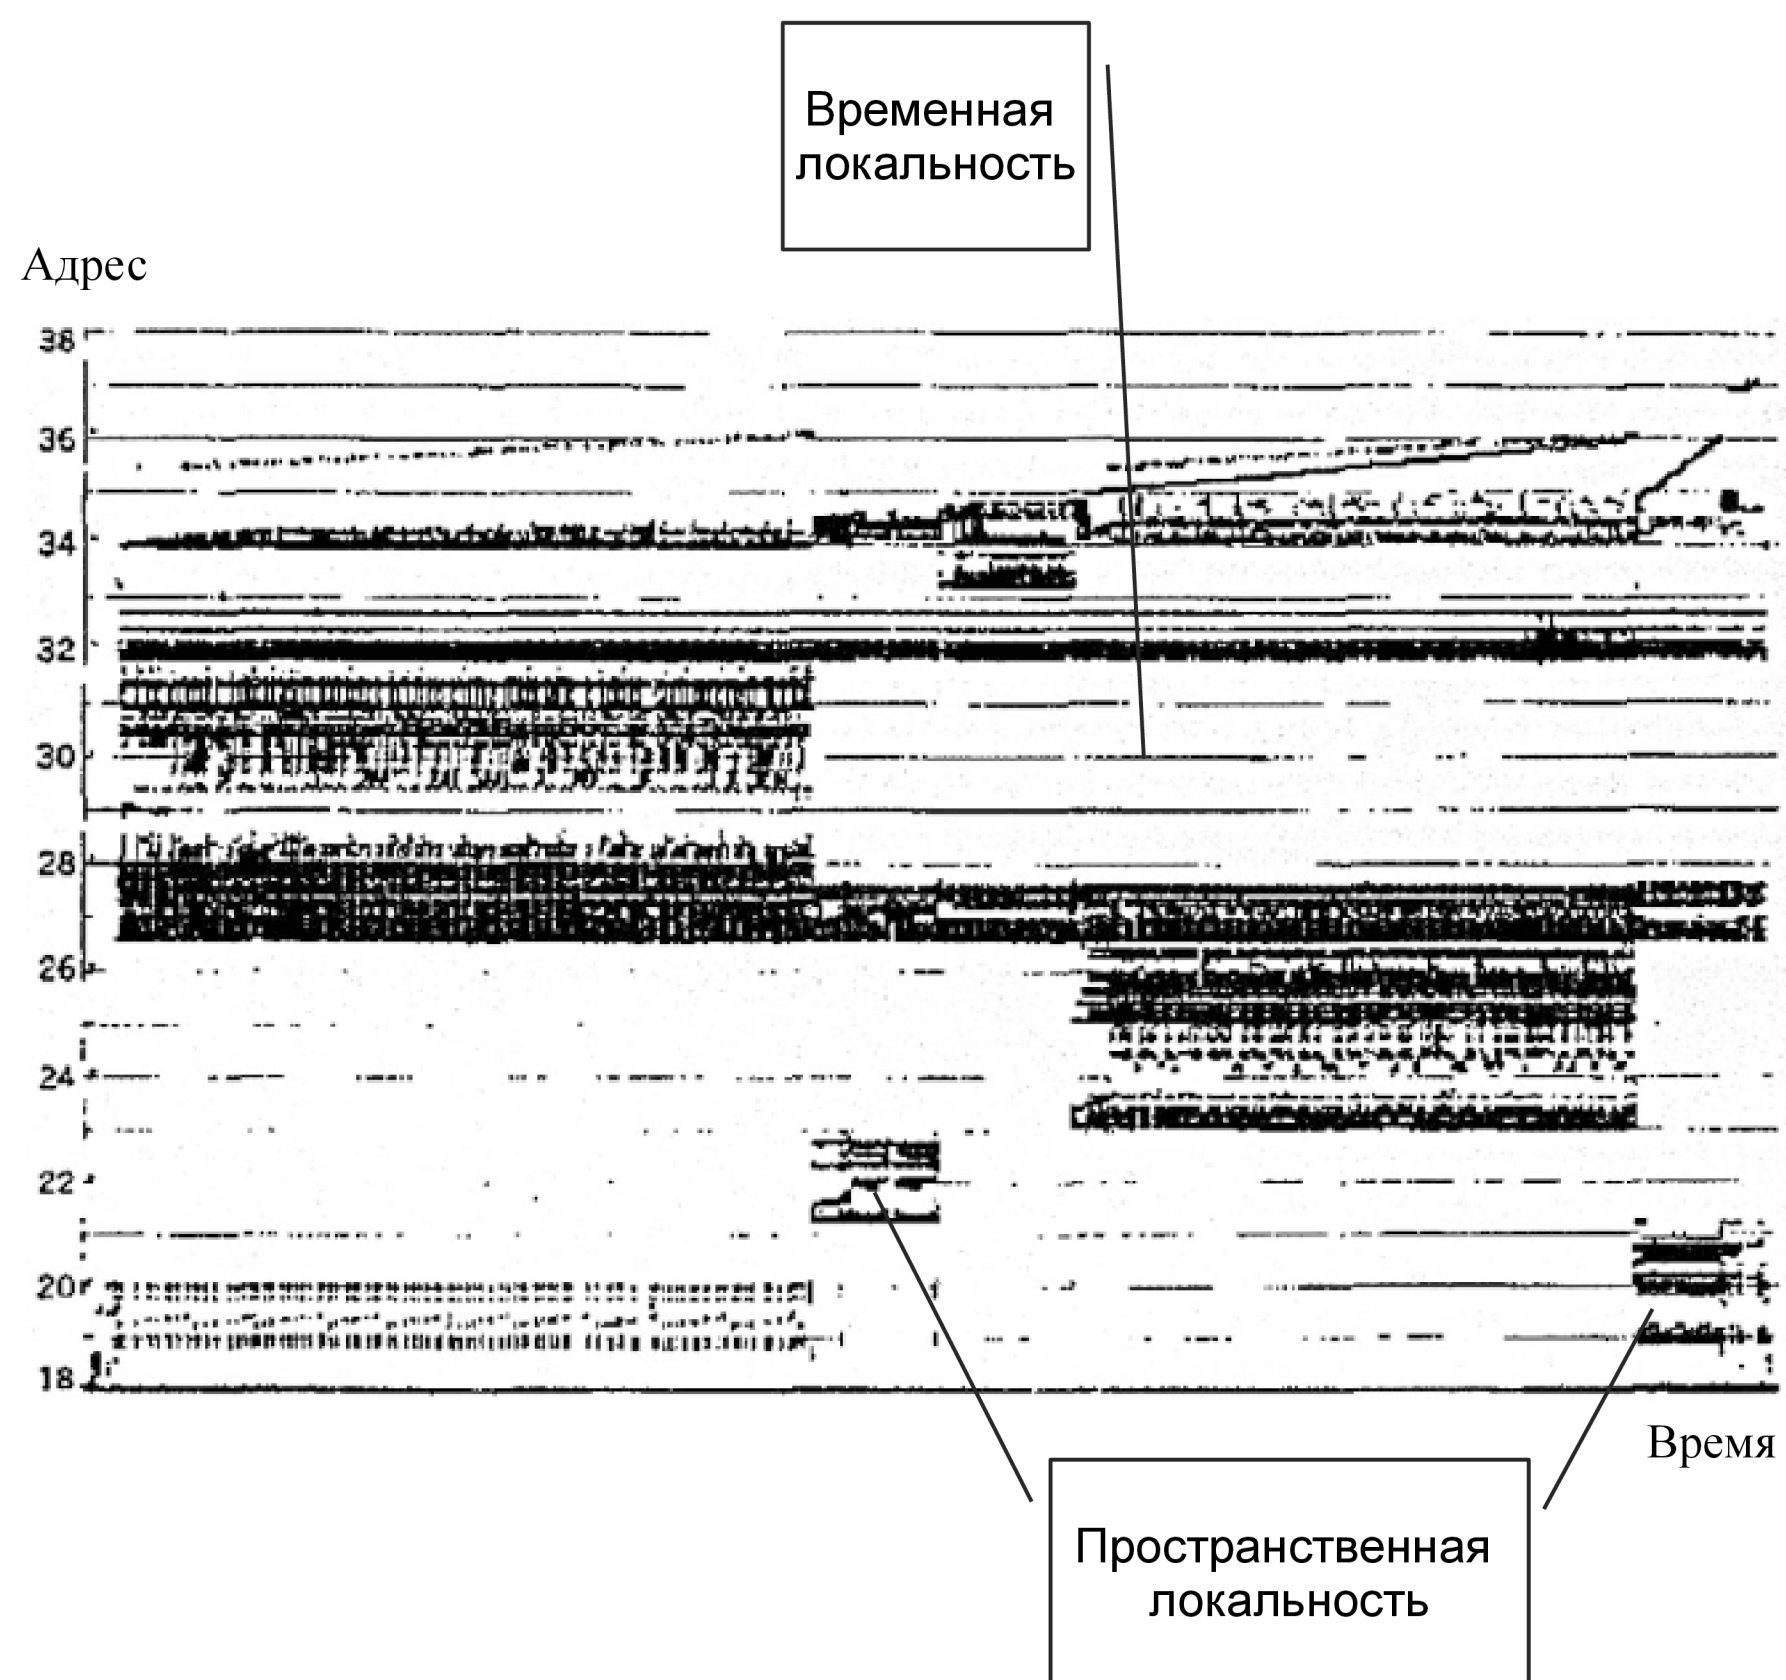 Временная
локальность
Адрес
38
36
34
32
30
28
26
24
22
20
18
Время
Пространственная
локальность